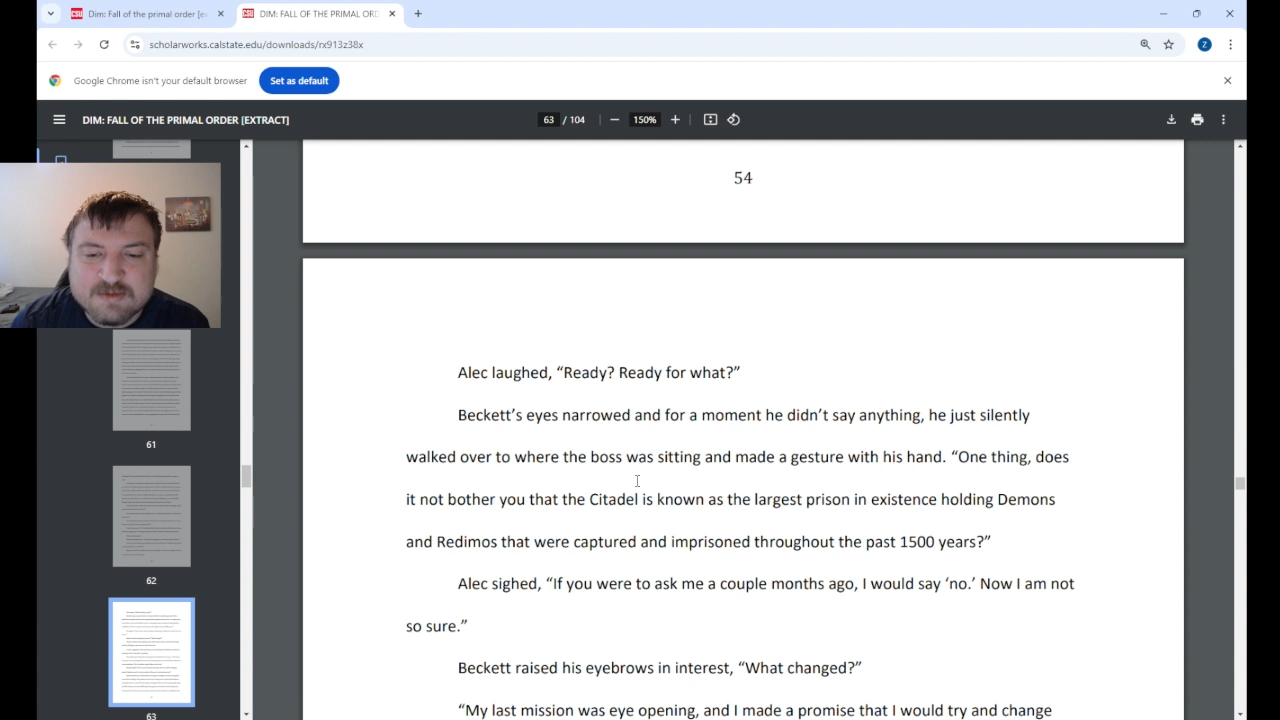 DIM: Fall of the primal order [ex
DIM: FALL OF THE PRIMAL ORD
scholarworks.calstate.edu/downloads/rx913z38x
Z
Google Chrome isn't your default browser
Set as default
DIM: FALL OF THE PRIMAL ORDER [EXTRACT]
63 / 104
150%
54
Alec laughed, “Ready? Ready for what?”
Beckett’s eyes narrowed and for a moment he didn’t say anything, he just silently
walked over to where the boss was sitting and made a gesture with his hand. “One thing, does
it not bother you that the Citadel is known as the largest prison in existence holding Demons
and Redimos that were captured and imprisoned throughout the past 1500 years?”
Alec sighed, “If you were to ask me a couple months ago, I would say ‘no.’ Now I am not
so sure.”
Beckett raised his eyebrows in interest, “What changed?”
“My last mission was eye opening, and I made a promise that I would try and change
61
62
63